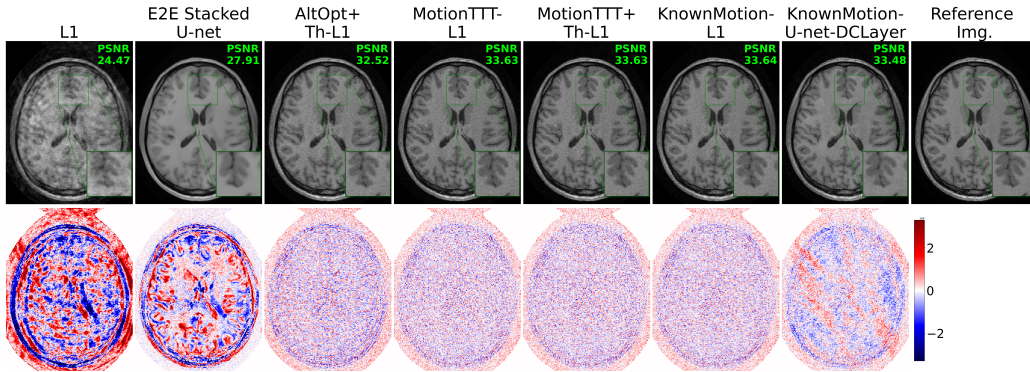 L1
E2E Stacked
U-net
AltOpt+
Th-L1
MotionTTT-
L1
MotionTTT+
Th-L1
KnownMotion-
L1
KnownMotion-
U-net-DCLayer
Reference
Img.
PSNR
24.47
PSNR
27.91
PSNR
32.52
PSNR
33.63
PSNR
33.63
PSNR
33.64
PSNR
33.48
2
0
−2